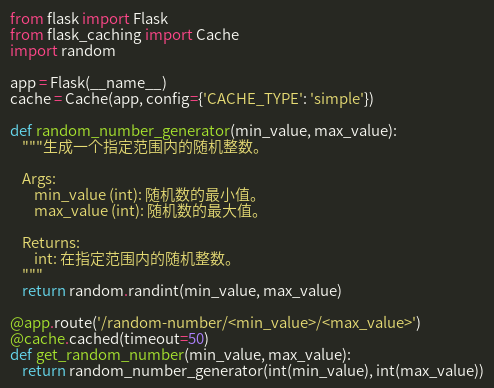 from flask import Flask
from flask_caching import Cache
import random

app = Flask(__name__)
cache = Cache(app, config={'CACHE_TYPE': 'simple'})

def random_number_generator(min_value, max_value):
    """生成一个指定范围内的随机整数。

    Args:
        min_value (int): 随机数的最小值。
        max_value (int): 随机数的最大值。

    Returns:
        int: 在指定范围内的随机整数。
    """
    return random.randint(min_value, max_value)

@app.route('/random-number/<min_value>/<max_value>')
@cache.cached(timeout=50)
def get_random_number(min_value, max_value):
    return random_number_generator(int(min_value), int(max_value))